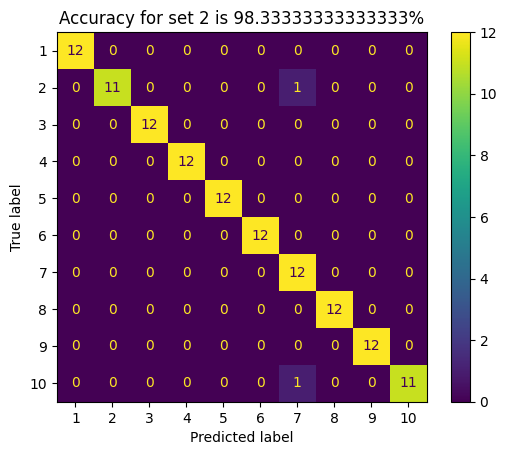 Accuracy for set 2 is 98.33333333333333%
True label
1 12 0 0 0 0 0 0 0 0 0
2 0 11 0 0 0 0 1 0 0 0
3 0 0 12 0 0 0 0 0 0 0
4 0 0 0 12 0 0 0 0 0 0
5 0 0 0 0 12 0 0 0 0 0
6 0 0 0 0 0 12 0 0 0 0
7 0 0 0 0 0 0 12 0 0 0
8 0 0 0 0 0 0 0 12 0 0
9 0 0 0 0 0 0 0 0 12 0
10 0 0 0 0 0 0 1 0 0 11
1 2 3 4 5 6 7 8 9 10
Predicted label
12
10
8
6
4
2
0